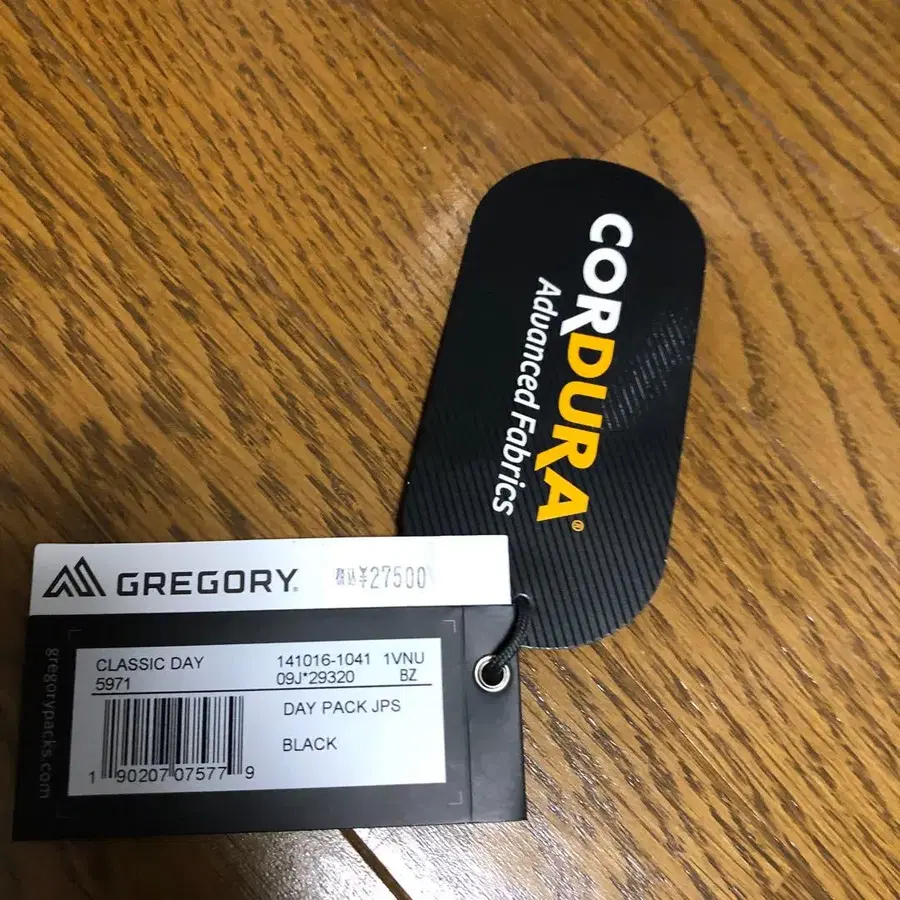 CORDURA®
Advanced Fabrics
GREGORY.
税込¥27500
CLASSIC DAY 141016-1041 1VNU
5971 09J*29320 BZ
DAY PACK JPS
BLACK
1 90207 07577 9
gregorypacks.com